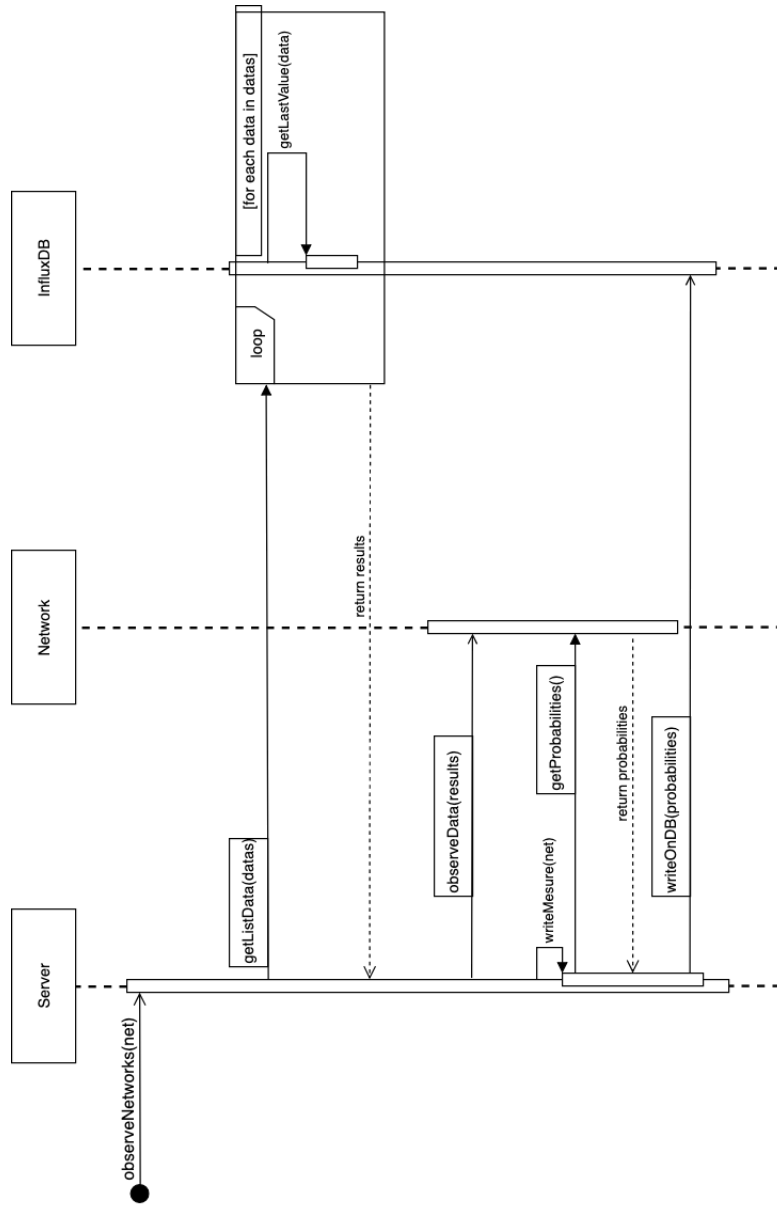 Server
Network
InfluxDB
observeNetworks(net)
getListData(datas)
loop
[for each data in datas]
getLastValue(data)
return results
observeData(results)
writeMesure(net)
getProbabilities()
return probabilities
writeOnDB(probabilities)